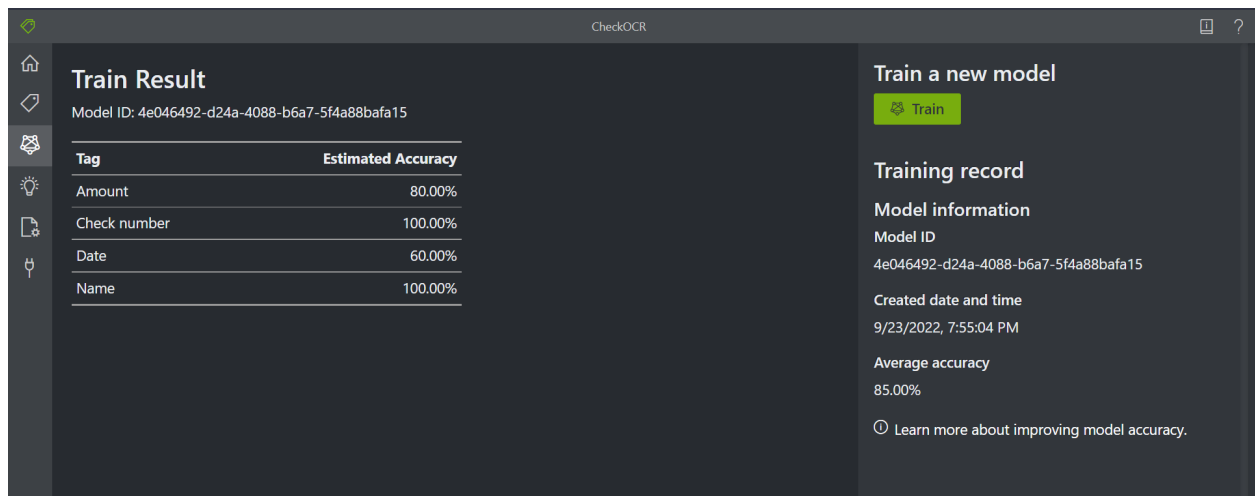 CheckOCR
?
Train Result
Model ID: 4e046492-d24a-4088-b6a7-5f4a88bafa15
Tag Estimated Accuracy
Amount 80.00%
Check number 100.00%
Date 60.00%
Name 100.00%
Train a new model
Train
Training record
Model information
Model ID
4e046492-d24a-4088-b6a7-5f4a88bafa15
Created date and time
9/23/2022, 7:55:04 PM
Average accuracy
85.00%
Learn more about improving model accuracy.